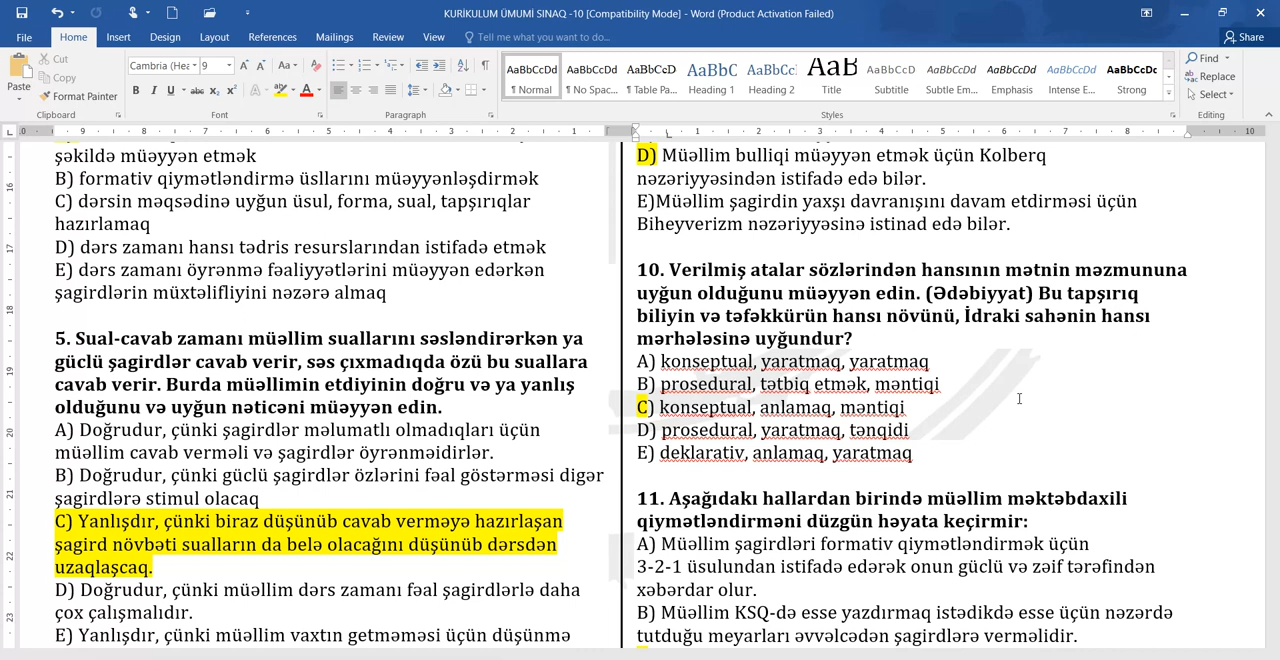 KURİKULUM ÜMUMİ SINAQ -10 [Compatibility Mode] - Word (Product Activation Failed)
File Home Insert Design Layout References Mailings Review View Tell me what you want to do... Share
Paste
Cut
Copy
Format Painter
Clipboard
Cambria (Hea 9
Font
Paragraph
AaBbCcDd ¶ Normal
AaBbCcDd ¶ No Spac...
AaBbCcD ¶ Table Pa...
AaBbC Heading 1
AaBbCc Heading 2
AaB Title
AaBbCcD Subtitle
AaBbCcDd Subtle Em...
AaBbCcDd Emphasis
AaBbCcDd Intense E...
AaBbCcDc Strong
Styles
Find
Replace
Select
Editing
şəkildə müəyyən etmək
B) formativ qiymətləndirmə üsllarını müəyyənləşdirmək
C) dərsin məqsədinə uyğun üsul, forma, sual, tapşırıqlar
hazırlamaq
D) dərs zamanı hansı tədris resurslarından istifadə etmək
E) dərs zamanı öyrənmə fəaliyyətlərini müəyyən edərkən
şagirdlərin müxtəlifliyini nəzərə almaq
5. Sual-cavab zamanı müəllim suallarını səsləndirərkən ya
güclü şagirdlər cavab verir, səs çıxmadıqda özü bu suallara
cavab verir. Burda müəllimin etdiyinin doğru və ya yanlış
olduğunu və uyğun nəticəni müəyyən edin.
A) Doğrudur, çünki şagirdlər məlumatlı olmadıqları üçün
müəllim cavab verməli və şagirdlər öyrənməidirlər.
B) Doğrudur, çünki güclü şagirdlər özlərini fəal göstərməsi digər
şagirdlərə stimul olacaq
C) Yanlışdır, çünki biraz düşünüb cavab verməyə hazırlaşan
şagird növbəti sualların da belə olacağını düşünüb dərsdən
uzaqlaşcaq.
D) Doğrudur, çünki müəllim dərs zamanı fəal şagirdlərlə daha
çox çalışmalıdır.
E) Yanlışdır, çünki müəllim vaxtın getməməsi üçün düşünmə
D) Müəllim bulliqi müəyyən etmək üçün Kolberq
nəzəriyyəsindən istifadə edə bilər.
E)Müəllim şagirdin yaxşı davranışını davam etdirməsi üçün
Biheyverizm nəzəriyyəsinə istinad edə bilər.
10. Verilmiş atalar sözlərindən hansının mətnin məzmununa
uyğun olduğunu müəyyən edin. (Ədəbiyyat) Bu tapşırıq
biliyin və təfəkkürün hansı növünü, İdraki sahənin hansı
mərhələsinə uyğundur?
A) konseptual, yaratmaq, yaratmaq
B) prosedural, tətbiq etmək, məntiqi
C) konseptual, anlamaq, məntiqi
D) prosedural, yaratmaq, tənqidi
E) deklarativ, anlamaq, yaratmaq
11. Aşağıdakı hallardan birində müəllim məktəbdaxili
qiymətləndirməni düzgün həyata keçirmir:
A) Müəllim şagirdləri formativ qiymətləndirmək üçün
3-2-1 üsulundan istifadə edərək onun güclü və zəif tərəfindən
xəbərdar olur.
B) Müəllim KSQ-də esse yazdırmaq istədikdə esse üçün nəzərdə
tutduğu meyarları əvvəlcədən şagirdlərə verməlidir.